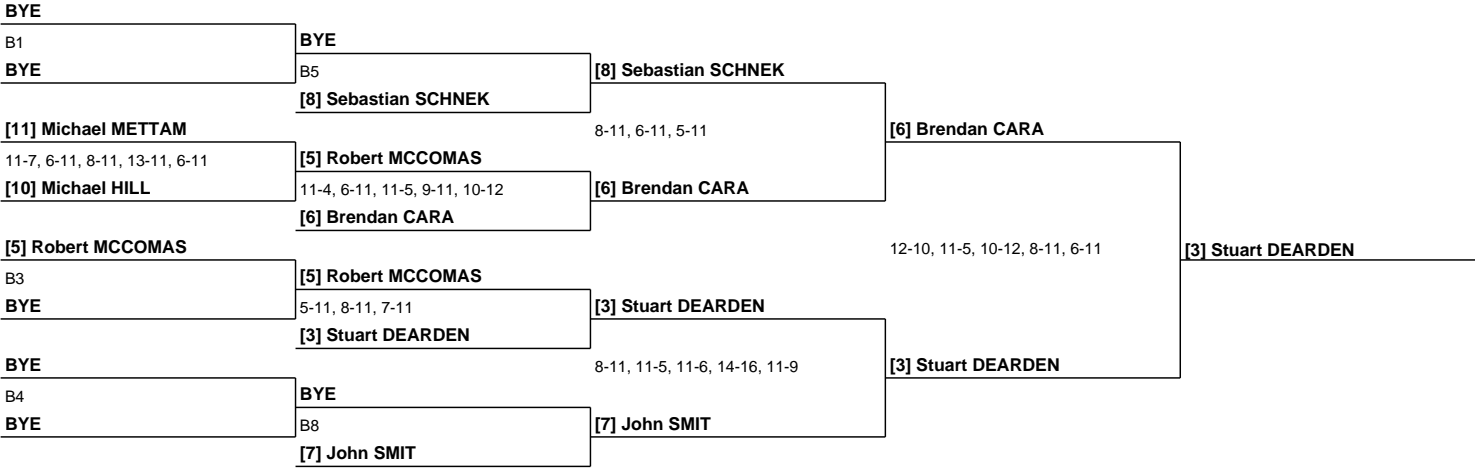 BYE
B1
BYE
BYE
B5
[8] Sebastian SCHNEK
[8] Sebastian SCHNEK
[11] Michael METTAM
8-11, 6-11, 5-11
[6] Brendan CARA
11-7, 6-11, 8-11, 13-11, 6-11
[5] Robert MCCOMAS
[10] Michael HILL
11-4, 6-11, 11-5, 9-11, 10-12
[6] Brendan CARA
[6] Brendan CARA
[5] Robert MCCOMAS
12-10, 11-5, 10-12, 8-11, 6-11
[3] Stuart DEARDEN
B3
[5] Robert MCCOMAS
BYE
5-11, 8-11, 7-11
[3] Stuart DEARDEN
[3] Stuart DEARDEN
BYE
8-11, 11-5, 11-6, 14-16, 11-9
[3] Stuart DEARDEN
B4
BYE
BYE
B8
[7] John SMIT
[7] John SMIT